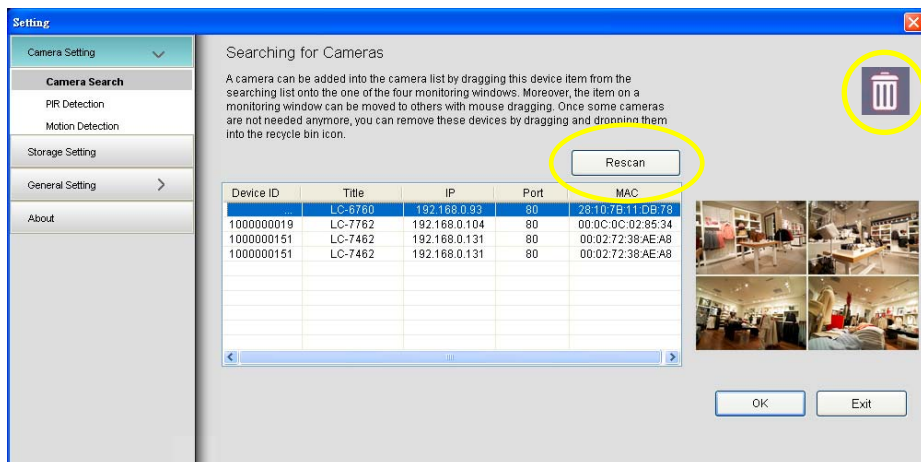 Setting
Camera Setting
Camera Search
PIR Detection
Motion Detection
Storage Setting
General Setting
About
Searching for Cameras
A camera can be added into the camera list by dragging this device item from the
searching list onto the one of the four monitoring windows. Moreover, the item on a
monitoring window can be moved to others with mouse dragging. Once some cameras
are not needed anymore, you can remove these devices by dragging and dropping them
into the recycle bin icon.
Rescan
Device ID Title IP Port MAC
... LC-6760 192.168.0.93 80 28:10:7B:11:DB:78
1000000019 LC-7762 192.168.0.104 80 00:0C:0C:02:85:34
1000000151 LC-7462 192.168.0.131 80 00:02:72:38:AE:A8
1000000151 LC-7462 192.168.0.131 80 00:02:72:38:AE:A8
OK Exit